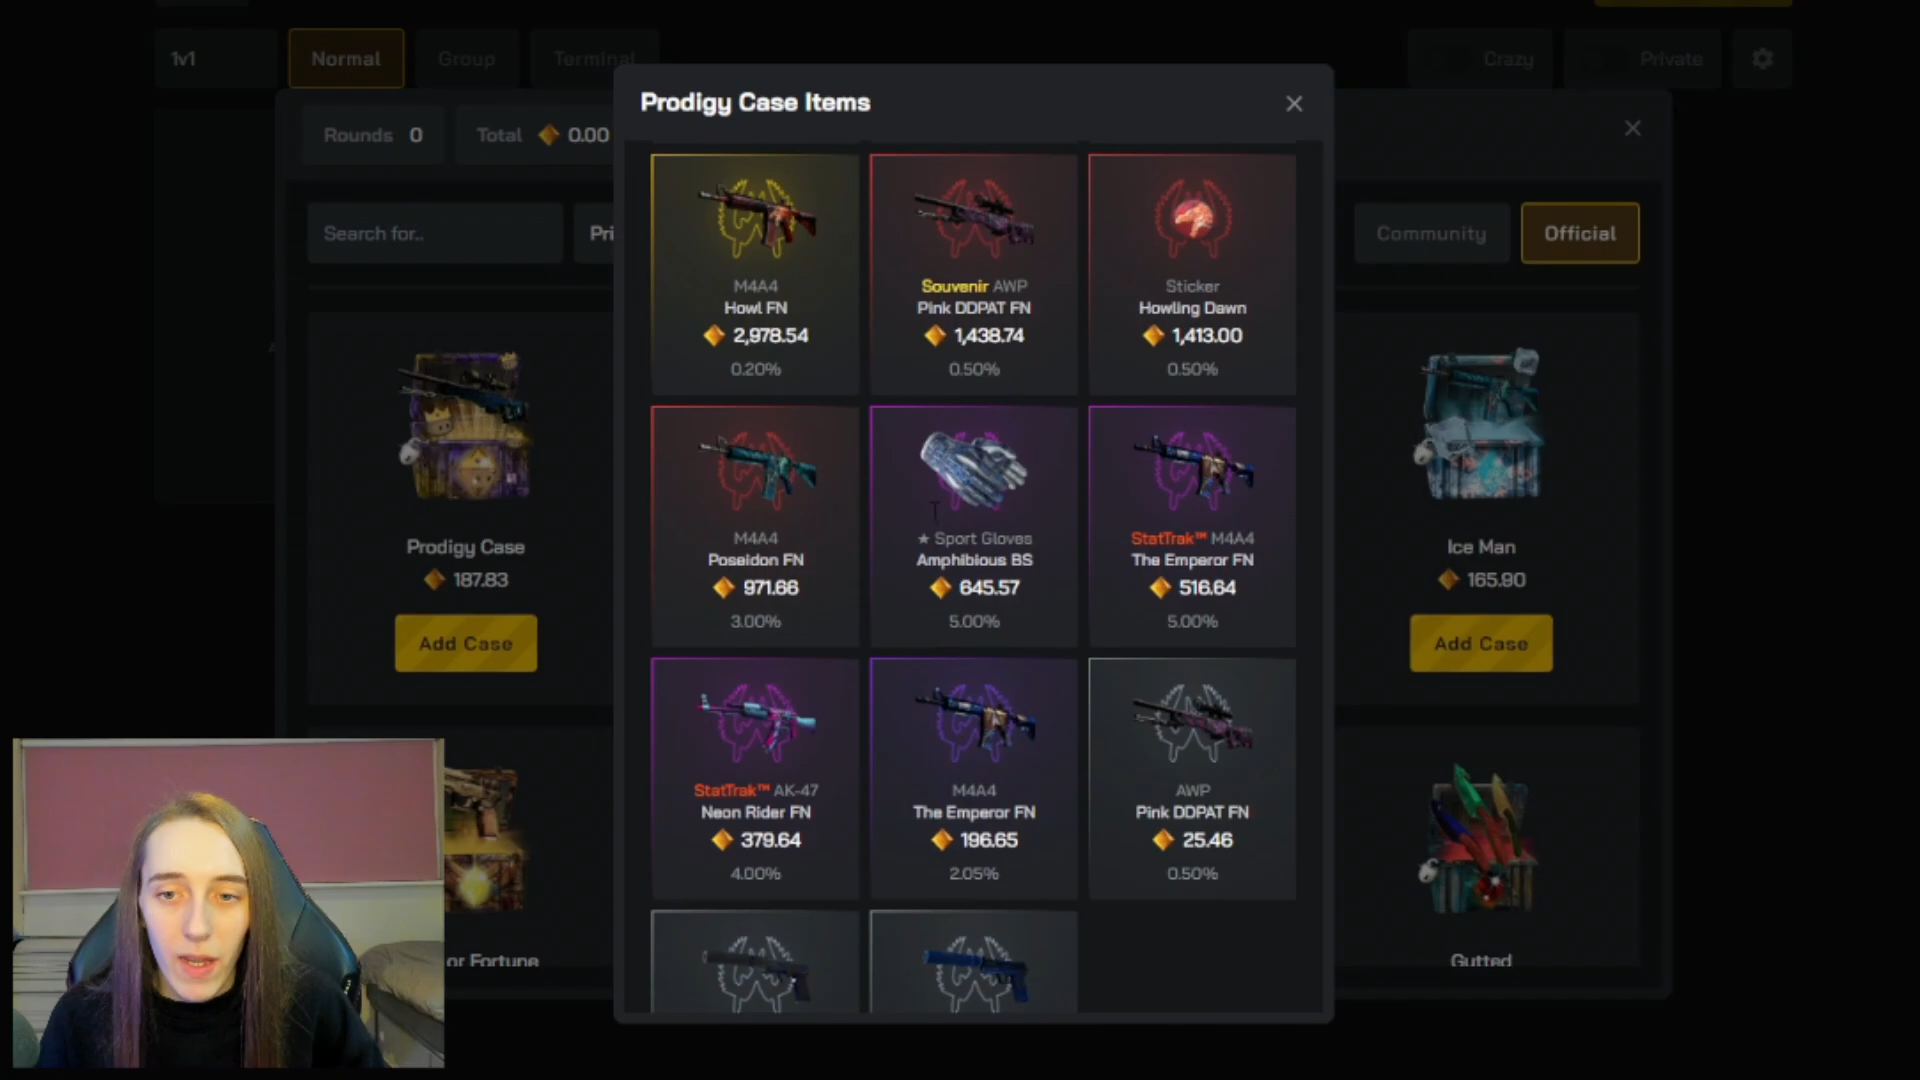 1v1
Normal
Group
Terminal
Crazy
Private
Prodigy Case Items
Rounds 0
Total 0.00
Search for..
Pri
Community
Official
M4A4
Howl FN
2,978.54
0.20%
Souvenir AWP
Pink DDPAT FN
1,438.74
0.50%
Sticker
Howling Dawn
1,413.00
0.50%
M4A4
Poseidon FN
971.66
3.00%
★ Sport Gloves
Amphibious BS
645.57
5.00%
StatTrak™ M4A4
The Emperor FN
516.64
5.00%
StatTrak™ AK-47
Neon Rider FN
379.64
4.00%
M4A4
The Emperor FN
196.65
2.05%
AWP
Pink DDPAT FN
25.46
0.50%
Prodigy Case
187.83
Add Case
Ice Man
165.90
Add Case
or Fortune
Gutted